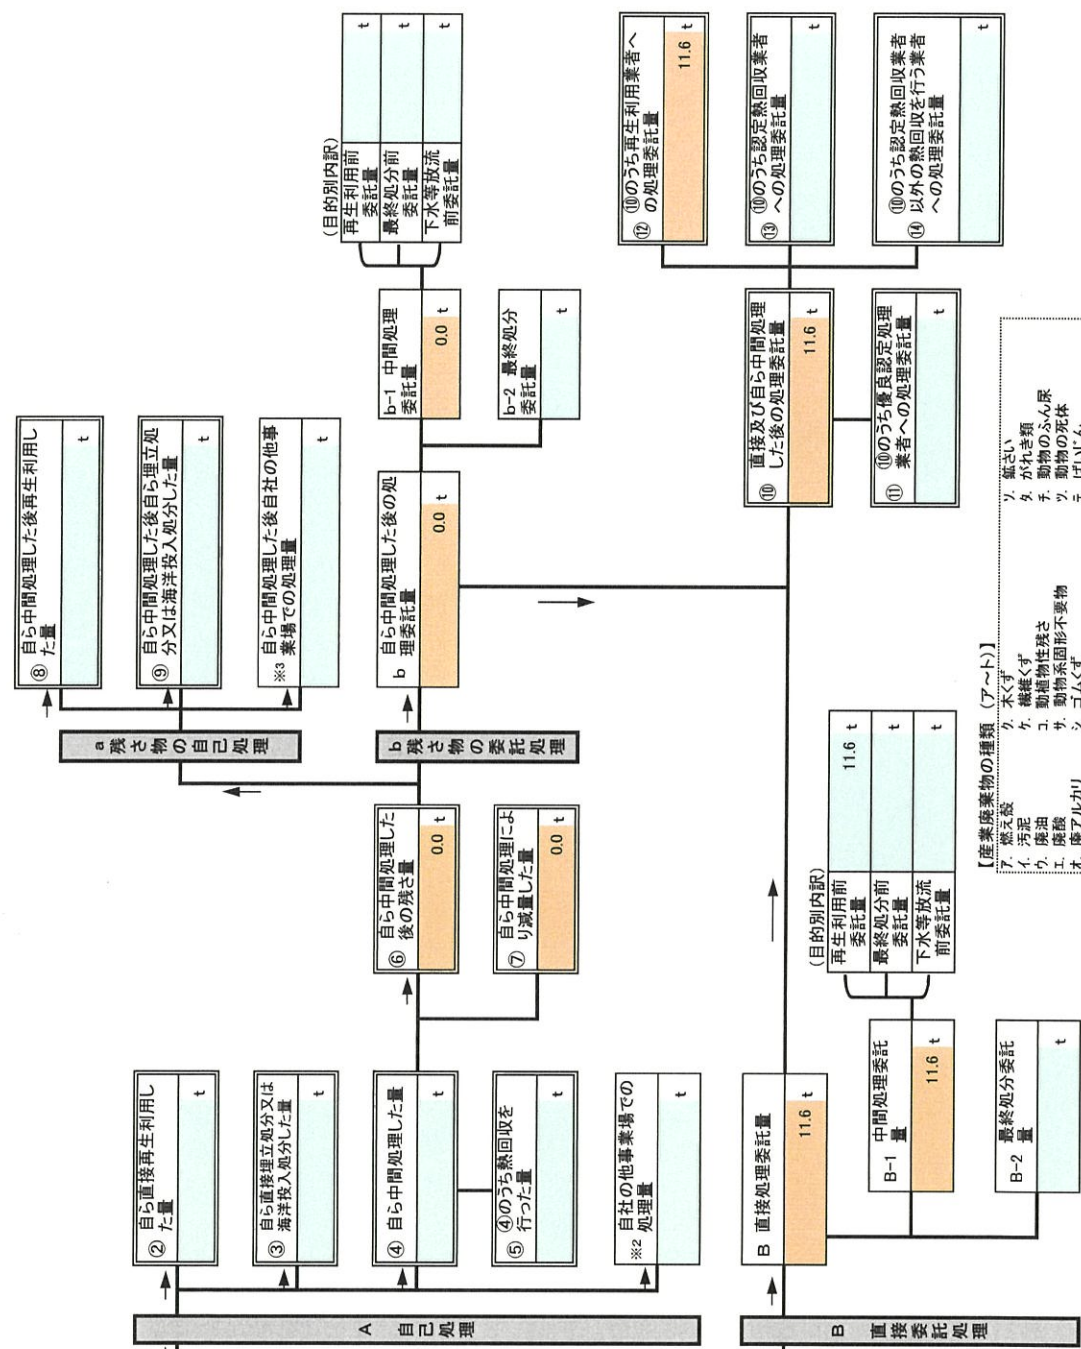 A 自己処理
② 自ら直接再生利用し
た量
t
③ 自ら直接埋立処分又は
海洋投入処分した量
t
④ 自ら中間処理した量
t
⑤ ④のうち熱回収を
行った量
t
※2 自社の他事業場での
処理量
t
⑥ 自ら中間処理した
後の残さ量
0.0 t
⑦ 自ら中間処理によ
り減量した量
0.0 t
a 残さ物の自己処理
⑧ 自ら中間処理した後再生利用し
た量
t
⑨ 自ら中間処理した後自ら埋立処
分又は海洋投入処分した量
t
※3 自ら中間処理した後自社の他事
業場での処理量
t
b 残さ物の委託処理
b 自ら中間処理した後の処
理委託量
0.0 t
b-1 中間処理
委託量
0.0 t
b-2 最終処分
委託量
t
(目的別内訳)
再生利用前
委託量
t
最終処分前
委託量
t
下水等放流
前委託量
t
B 直接委託処理
B 直接処理委託量
11.6 t
B-1 中間処理委託
量
11.6 t
B-2 最終処分委託
量
t
(目的別内訳)
再生利用前
委託量
11.6 t
最終処分前
委託量
t
下水等放流
前委託量
t
⑩ 直接及び自ら中間処理
した後の処理委託量
11.6 t
⑪ ⑩のうち優良認定処理
業者への処理委託量
t
⑫ ⑩のうち再生利用業者へ
の処理委託量
11.6 t
⑬ ⑩のうち認定熱回収業者
への処理委託量
t
⑭ ⑩のうち認定熱回収業者
以外の熱回収を行う業者
への処理委託量
t
【産業廃棄物の種類(ア~ト)】
ア. 燃え殻 ク. 木くず ソ. 鉱さい
イ. 汚泥 ケ. 繊維くず タ. がれき類
ウ. 廃油 コ. 動植物性残さ チ. 動物のふん尿
エ. 廃酸 サ. 動物系固形不要物 ツ. 動物の死体
オ. 廃アルカリ シ. ゴムくず テ. ばいじん